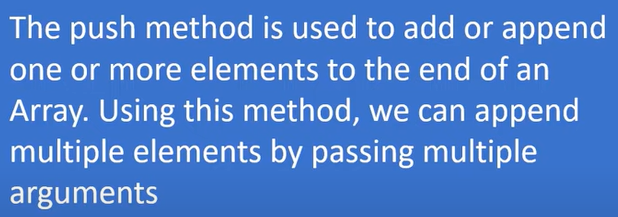 The push method is used to add or append
one or more elements to the end of an
Array. Using this method, we can append
multiple elements by passing multiple
arguments